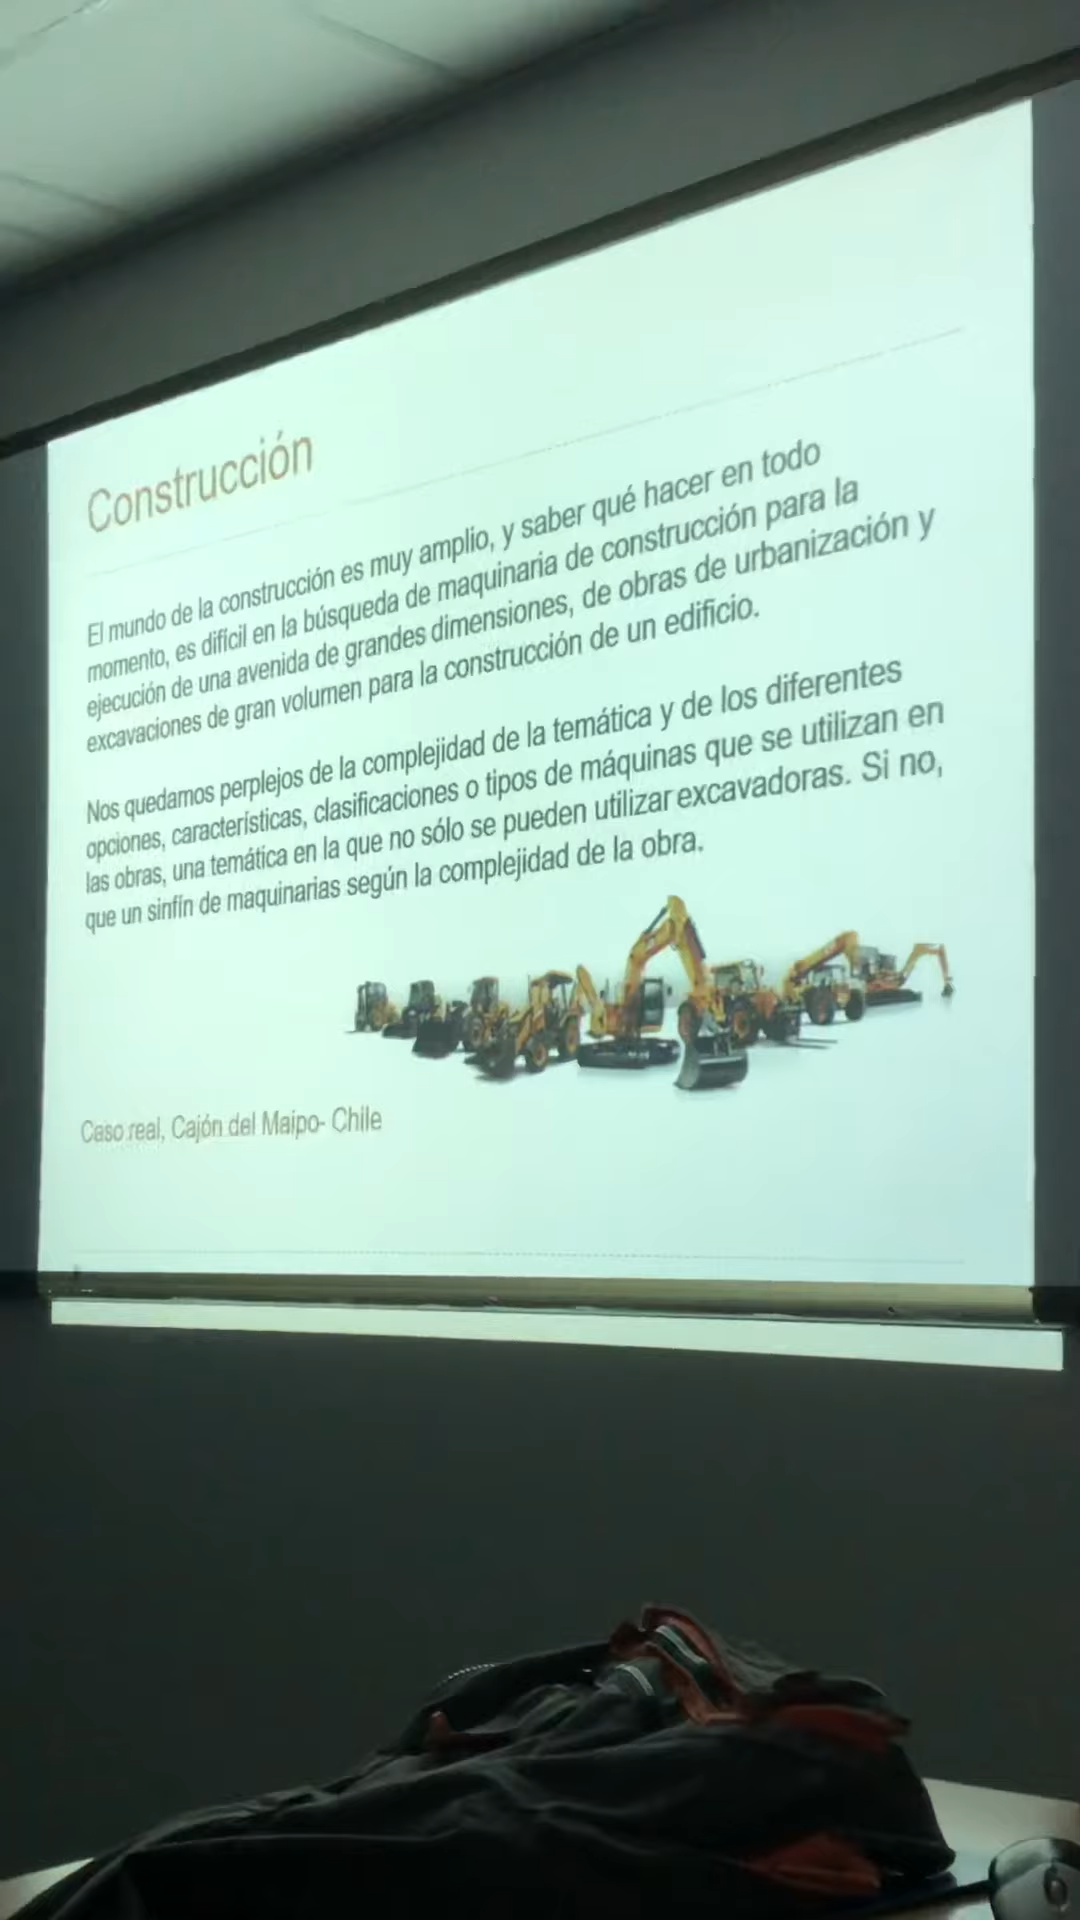 Construcción
El mundo de la construcción es muy amplio, y saber qué hacer en todo
momento, es difícil en la búsqueda de maquinaria de construcción para la
ejecución de una avenida de grandes dimensiones, de obras de urbanización y
excavaciones de gran volumen para la construcción de un edificio.
Nos quedamos perplejos de la complejidad de la temática y de los diferentes
opciones, características, clasificaciones o tipos de máquinas que se utilizan en
las obras, una temática en la que no sólo se pueden utilizar excavadoras. Si no,
que un sinfín de maquinarias según la complejidad de la obra.
Caso real, Cajón del Maipo- Chile